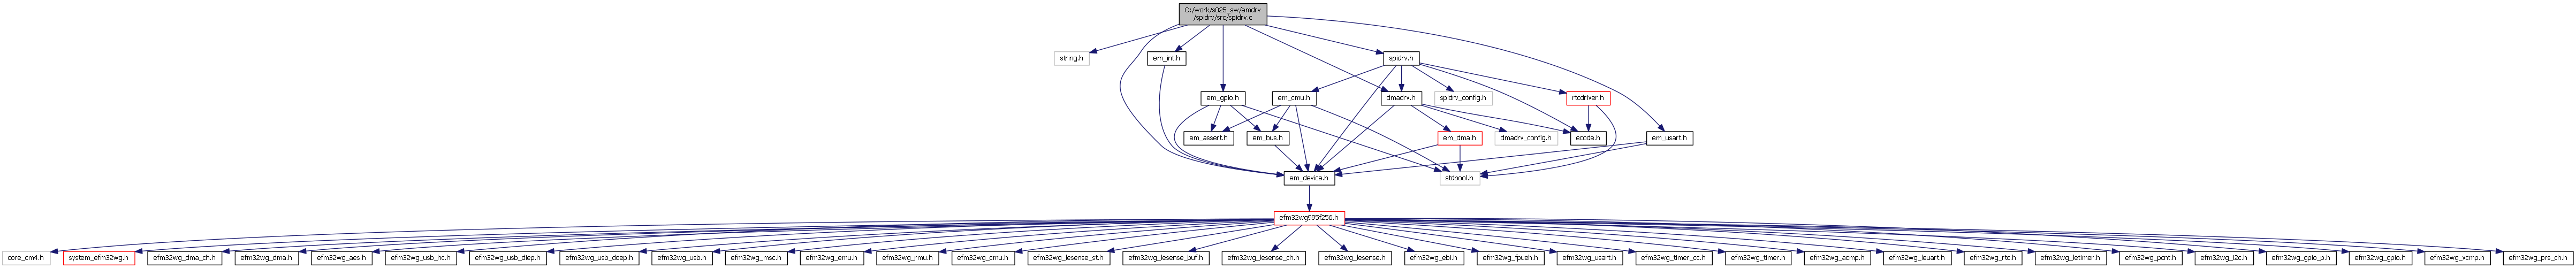 C:/work/s025_sw/emdrv
/spidrv/src/spidrv.c
string.h
em_int.h
spidrv.h
em_gpio.h
em_cmu.h
dmadrv.h
spidrv_config.h
rtcdriver.h
em_assert.h
em_bus.h
em_dma.h
dmadrv_config.h
ecode.h
em_usart.h
em_device.h
stdbool.h
efm32wg995f256.h
core_cm4.h
system_efm32wg.h
efm32wg_dma_ch.h
efm32wg_dma.h
efm32wg_aes.h
efm32wg_usb_hc.h
efm32wg_usb_diep.h
efm32wg_usb_doep.h
efm32wg_usb.h
efm32wg_msc.h
efm32wg_emu.h
efm32wg_rmu.h
efm32wg_cmu.h
efm32wg_lesense_st.h
efm32wg_lesense_buf.h
efm32wg_lesense_ch.h
efm32wg_lesense.h
efm32wg_ebi.h
efm32wg_fpueh.h
efm32wg_usart.h
efm32wg_timer_cc.h
efm32wg_timer.h
efm32wg_acmp.h
efm32wg_leuart.h
efm32wg_rtc.h
efm32wg_letimer.h
efm32wg_pcnt.h
efm32wg_i2c.h
efm32wg_gpio_p.h
efm32wg_gpio.h
efm32wg_vcmp.h
efm32wg_prs_ch.h